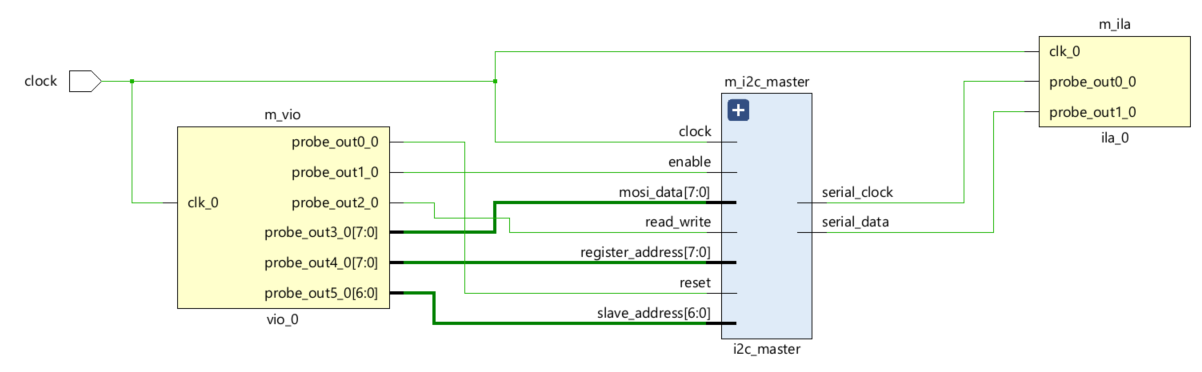 clock
m_vio
clk_0
probe_out0_0
probe_out1_0
probe_out2_0
probe_out3_0[7:0]
probe_out4_0[7:0]
probe_out5_0[6:0]
vio_0
m_i2c_master
clock
enable
mosi_data[7:0]
read_write
register_address[7:0]
reset
slave_address[6:0]
serial_clock
serial_data
i2c_master
m_ila
clk_0
probe_out0_0
probe_out1_0
ila_0